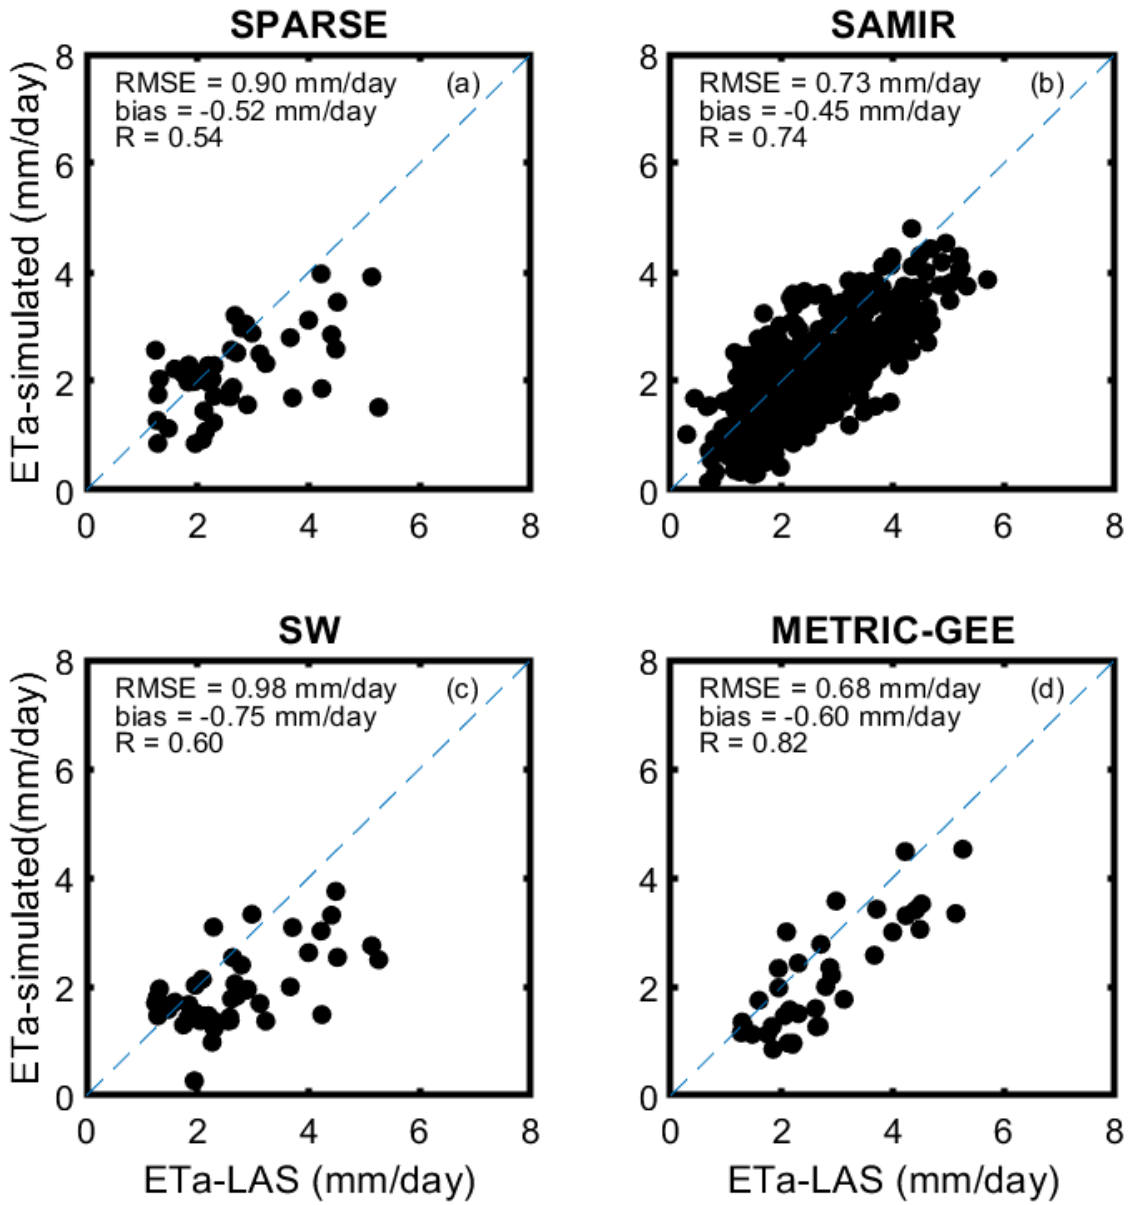 SPARSE
SAMIR
RMSE = 0.90 mm/day
(a)
bias = -0.52 mm/day
R = 0.54
RMSE = 0.73 mm/day
(b)
bias = -0.45 mm/day
R = 0.74
ETa-simulated (mm/day)
8
6
4
2
0
0 2 4 6 8
8
6
4
2
0
0 2 4 6 8
SW
METRIC-GEE
RMSE = 0.98 mm/day
(c)
bias = -0.75 mm/day
R = 0.60
RMSE = 0.68 mm/day
(d)
bias = -0.60 mm/day
R = 0.82
ETa-simulated(mm/day)
8
6
4
2
0
0 2 4 6 8
8
6
4
2
0
0 2 4 6 8
ETa-LAS (mm/day)
ETa-LAS (mm/day)